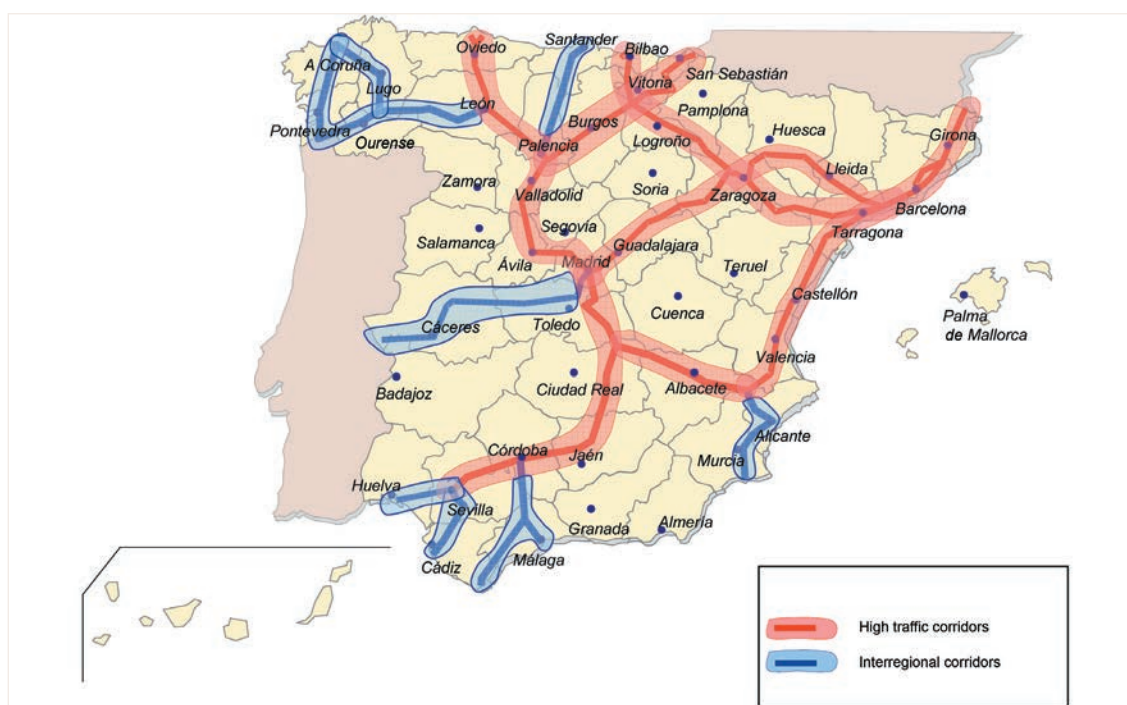 Oviedo
Santander
Bilbao
A Coruña
San Sebastián
Vitoria
Lugo
León
Pamplona
Girona
Pontevedra
Burgos
Huesca
Ourense
Palencia
Logroño
Lleida
Zamora
Valladolid
Soria
Zaragoza
Barcelona
Segovia
Salamanca
Tarragona
Guadalajara
Ávila
Madrid
Teruel
Castellón
Cuenca
Cáceres
Toledo
Palma
de Mallorca
Valencia
Badajoz
Ciudad Real
Albacete
Alicante
Córdoba
Jaén
Murcia
Huelva
Sevilla
Granada
Almería
Cádiz
Málaga
High traffic corridors
Interregional corridors